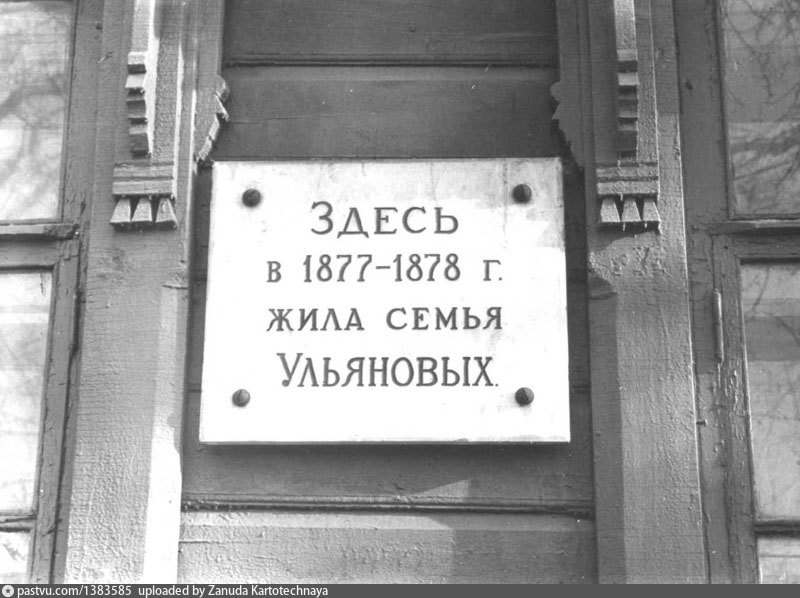 Здесь
в 1877-1878 г.
жила семья
Ульяновых.
pastvu.com/1383585 uploaded by Zanuda Kartotechnaya